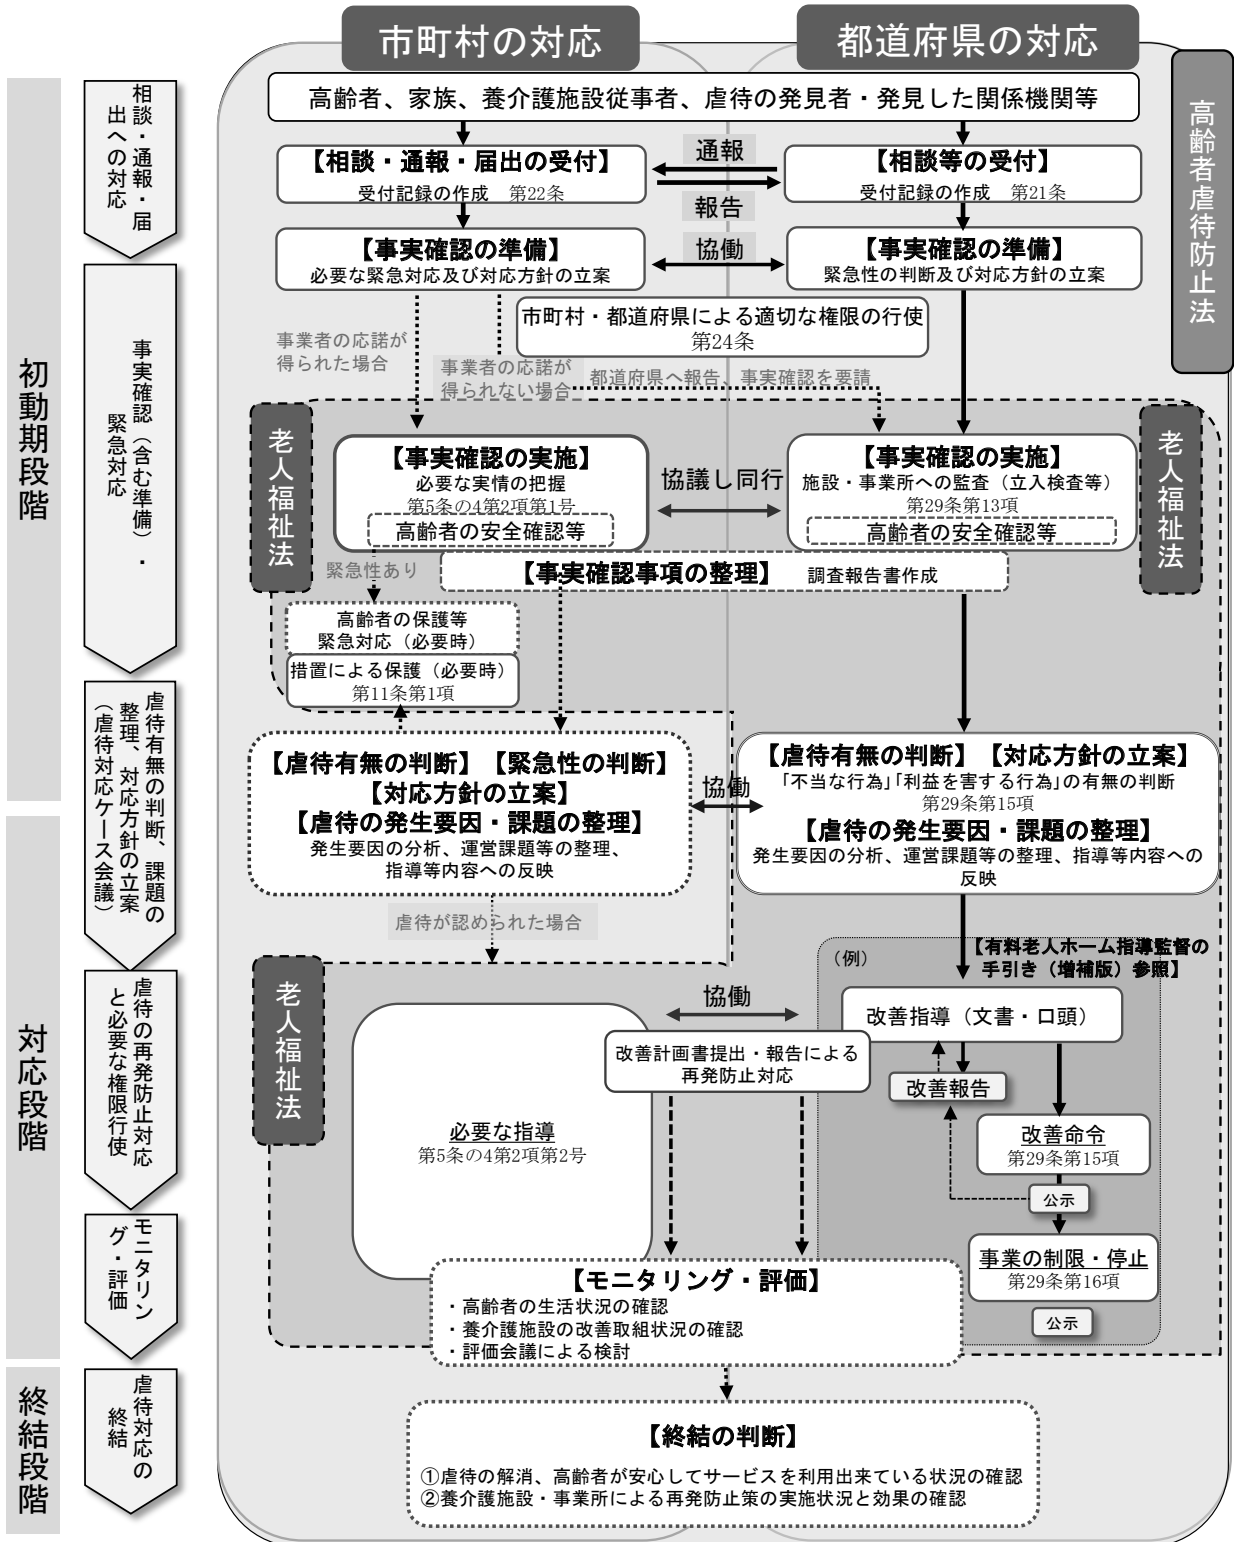 市町村の対応
都道府県の対応
高齢者虐待防止法
初動期段階
対応段階
終結段階
相談・通報・届
出への対応
事実確認（含む準備）・
緊急対応
虐待有無の判断、課題の
整理、対応方針の立案
（虐待対応ケース会議）
虐待の再発防止対応
と必要な権限行使
モニタリン
グ・評価
虐待対応の
終結
高齢者、家族、養介護施設従事者、虐待の発見者・発見した関係機関等
【相談・通報・届出の受付】
受付記録の作成　第22条
通報
報告
【相談等の受付】
受付記録の作成　第21条
【事実確認の準備】
必要な緊急対応及び対応方針の立案
協働
【事実確認の準備】
緊急性の判断及び対応方針の立案
市町村・都道府県による適切な権限の行使
第24条
事業者の応諾が
得られた場合
事業者の応諾が
得られない場合
都道府県へ報告、事実確認を要請
老人福祉法
老人福祉法
【事実確認の実施】
必要な実情の把握
第5条の4第2項第1号
高齢者の安全確認等
協議し同行
【事実確認の実施】
施設・事業所への監査（立入検査等）
第29条第13項
高齢者の安全確認等
緊急性あり
【事実確認事項の整理】　調査報告書作成
高齢者の保護等
緊急対応（必要時）
措置による保護（必要時）
第11条第1項
【虐待有無の判断】【緊急性の判断】
【対応方針の立案】
【虐待の発生要因・課題の整理】
発生要因の分析、運営課題等の整理、
指導等内容への反映
協働
【虐待有無の判断】【対応方針の立案】
「不当な行為」「利益を害する行為」の有無の判断
第29条第15項
【虐待の発生要因・課題の整理】
発生要因の分析、運営課題等の整理、指導等内容への
反映
虐待が認められた場合
老人福祉法
（例）
【有料老人ホーム指導監督の
手引き（増補版）参照】
協働
改善計画書提出・報告による
再発防止対応
必要な指導
第5条の4第2項第2号
改善指導（文書・口頭）
改善報告
改善命令
第29条第15項
公示
事業の制限・停止
第29条第16項
公示
【モニタリング・評価】
・高齢者の生活状況の確認
・養介護施設の改善取組状況の確認
・評価会議による検討
【終結の判断】
①虐待の解消、高齢者が安心してサービスを利用出来ている状況の確認
②養介護施設・事業所による再発防止策の実施状況と効果の確認